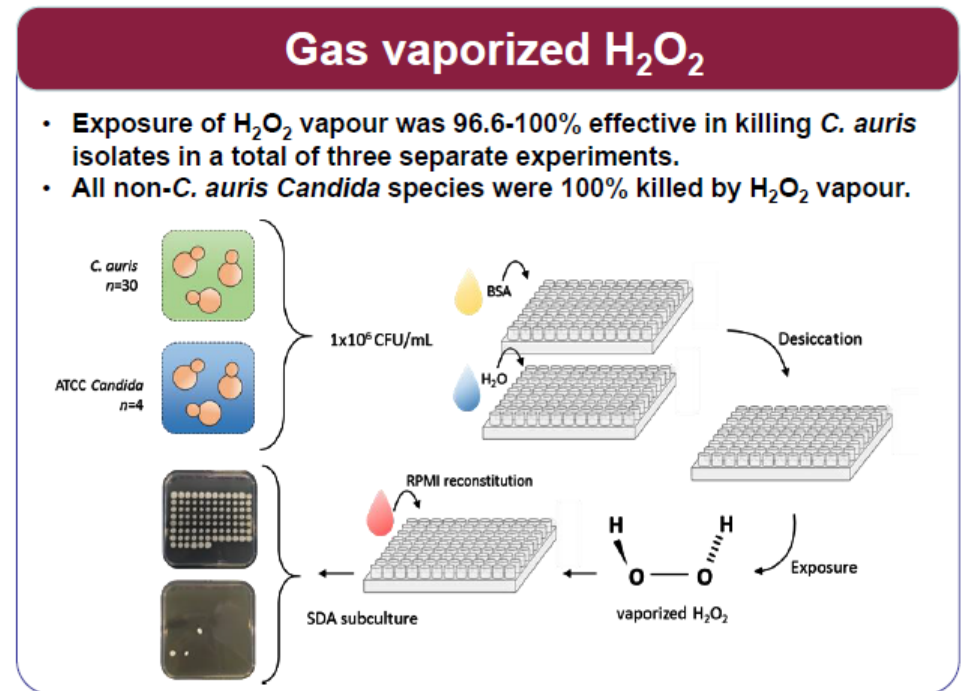 Gas vaporized H₂O₂
• Exposure of H₂O₂ vapour was 96.6-100% effective in killing C. auris
isolates in a total of three separate experiments.
• All non-C. auris Candida species were 100% killed by H₂O₂ vapour.
C. auris
n=30
ATCC Candida
n=4
1x10⁶ CFU/mL
BSA
H₂O
Desiccation
Exposure
H
H
O
O
vaporized H₂O₂
RPMI reconstitution
SDA subculture